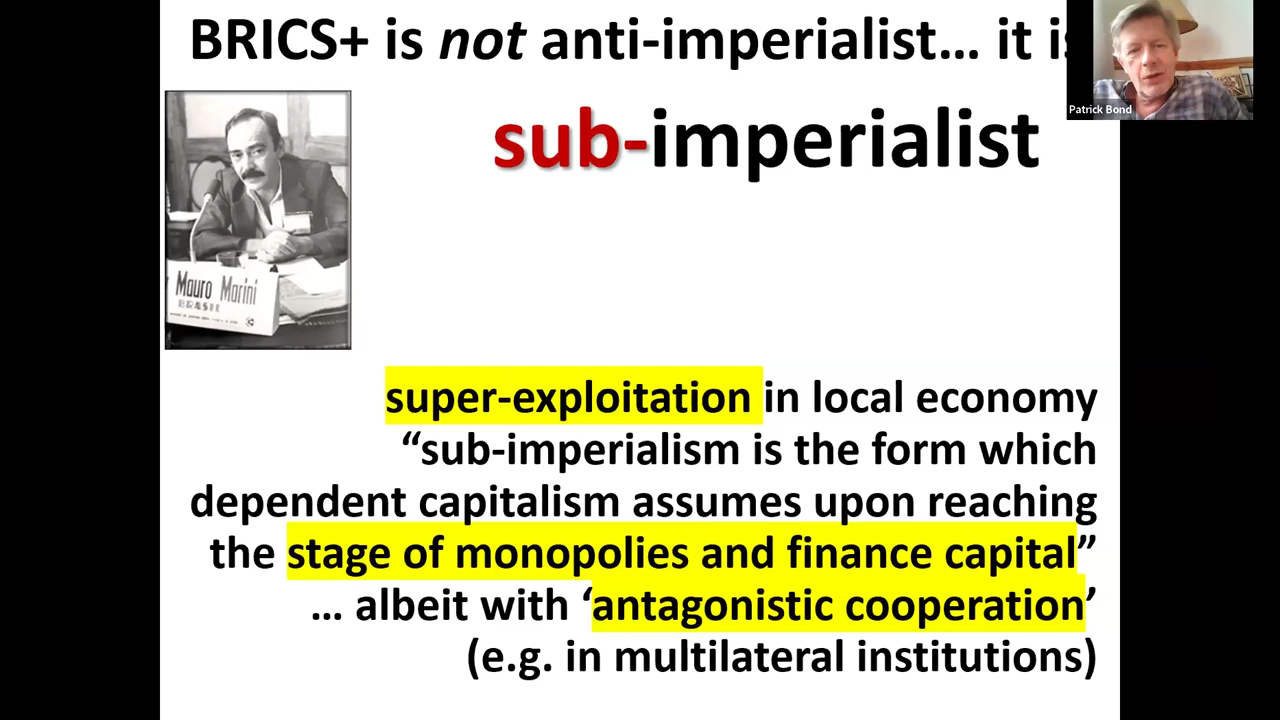 BRICS+ is not anti-imperialist... it is
Patrick Bond
sub-imperialist
Mauro Marini
BRASIL
super-exploitation in local economy
“sub-imperialism is the form which
dependent capitalism assumes upon reaching
the stage of monopolies and finance capital”
... albeit with ‘antagonistic cooperation’
(e.g. in multilateral institutions)